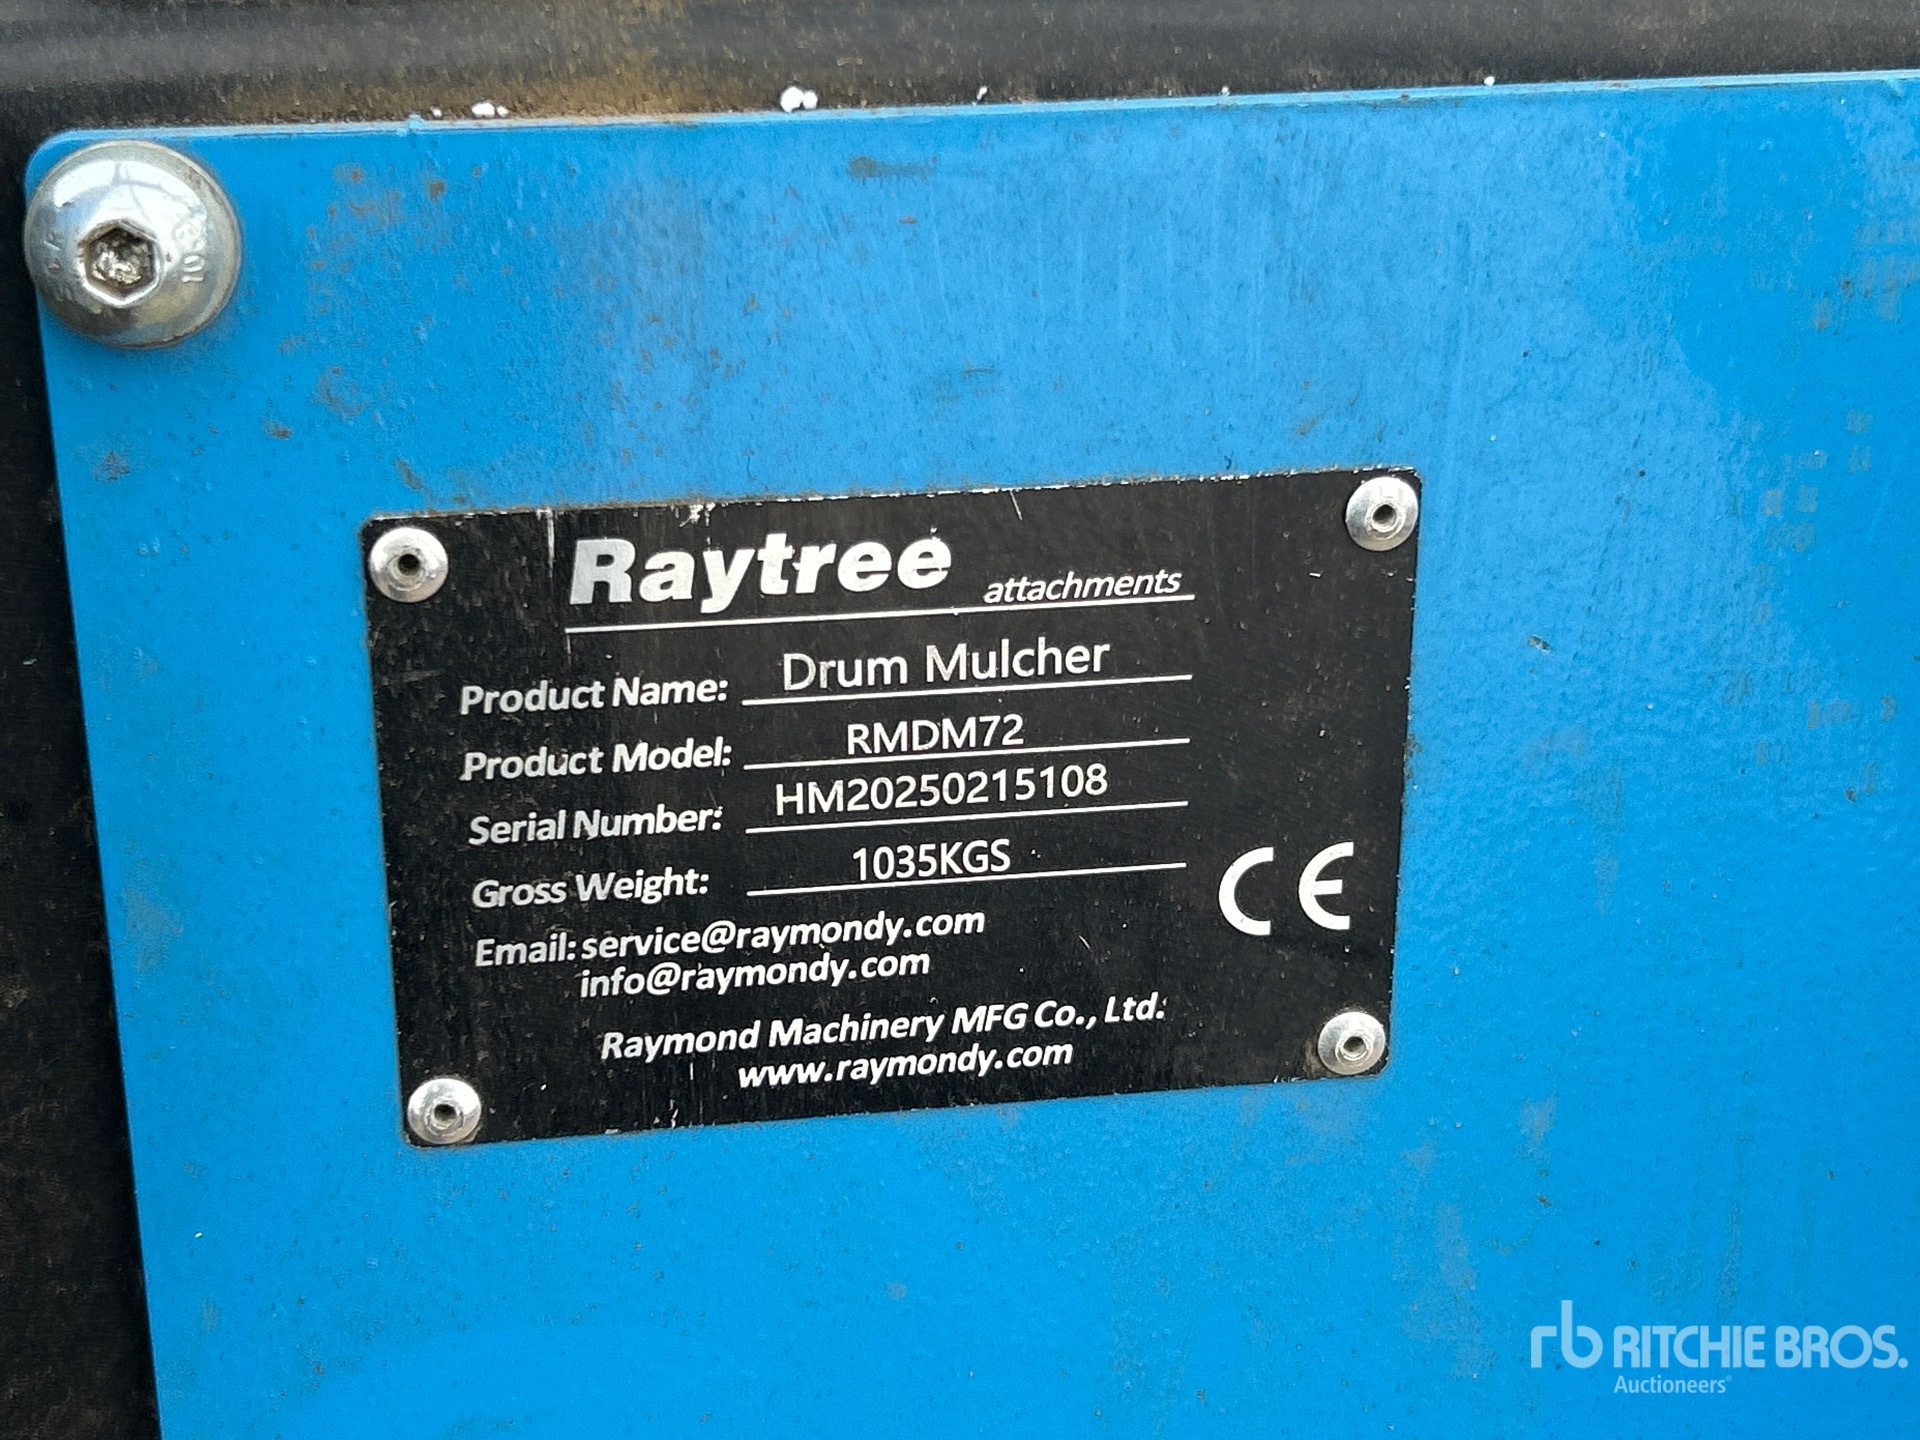 Raytree attachments
Product Name: Drum Mulcher
Product Model: RMDM72
Serial Number: HM20250215108
Gross Weight: 1035KGS
CE
Email: service@raymondy.com
info@raymondy.com
Raymond Machinery MFG Co., Ltd.
www.raymondy.com
rb RITCHIE BROS.
Auctioneers